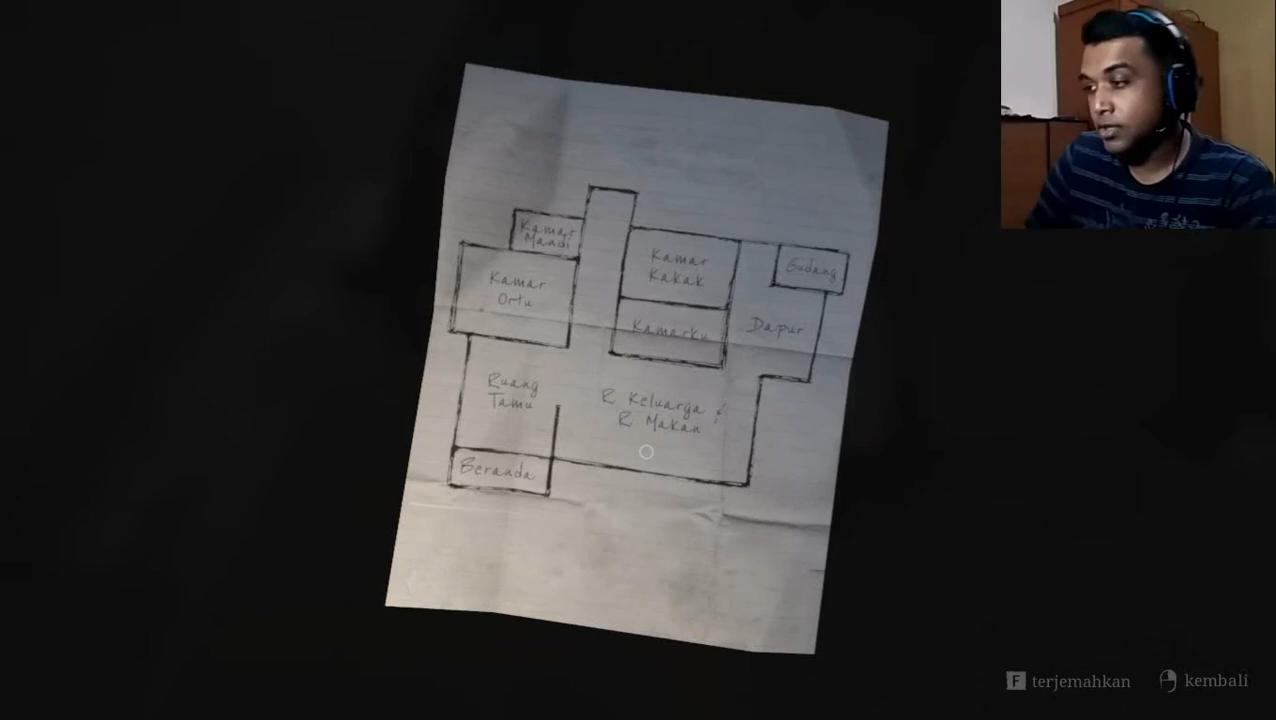 Kamar
Mandi
Kamar
Ortu
Kamar
Kakak
Gudang
Kamarku
Dapur
Ruang
Tamu
R Keluarga &
R Makan
Beranda
F terjemahkan
kembali